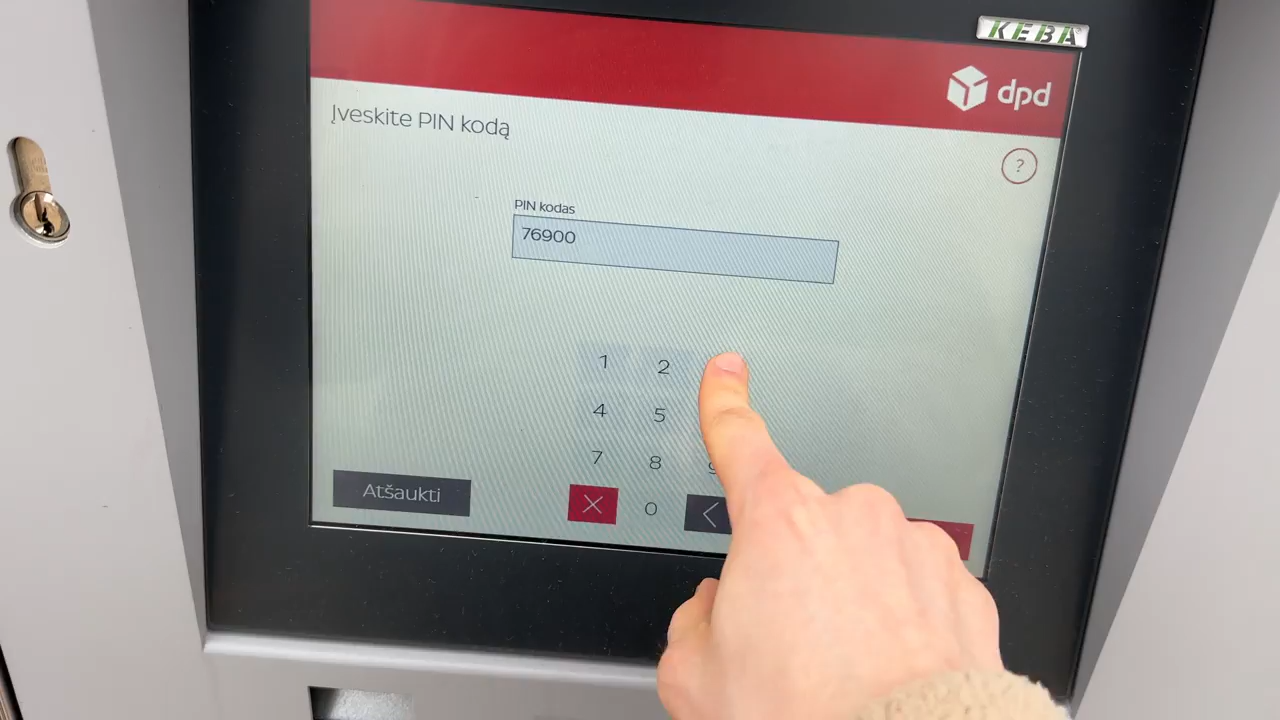 KEBA
dpd
Įveskite PIN kodą
?
PIN kodas
76900
1 2
4 5
7 8 9
Atšaukti
0